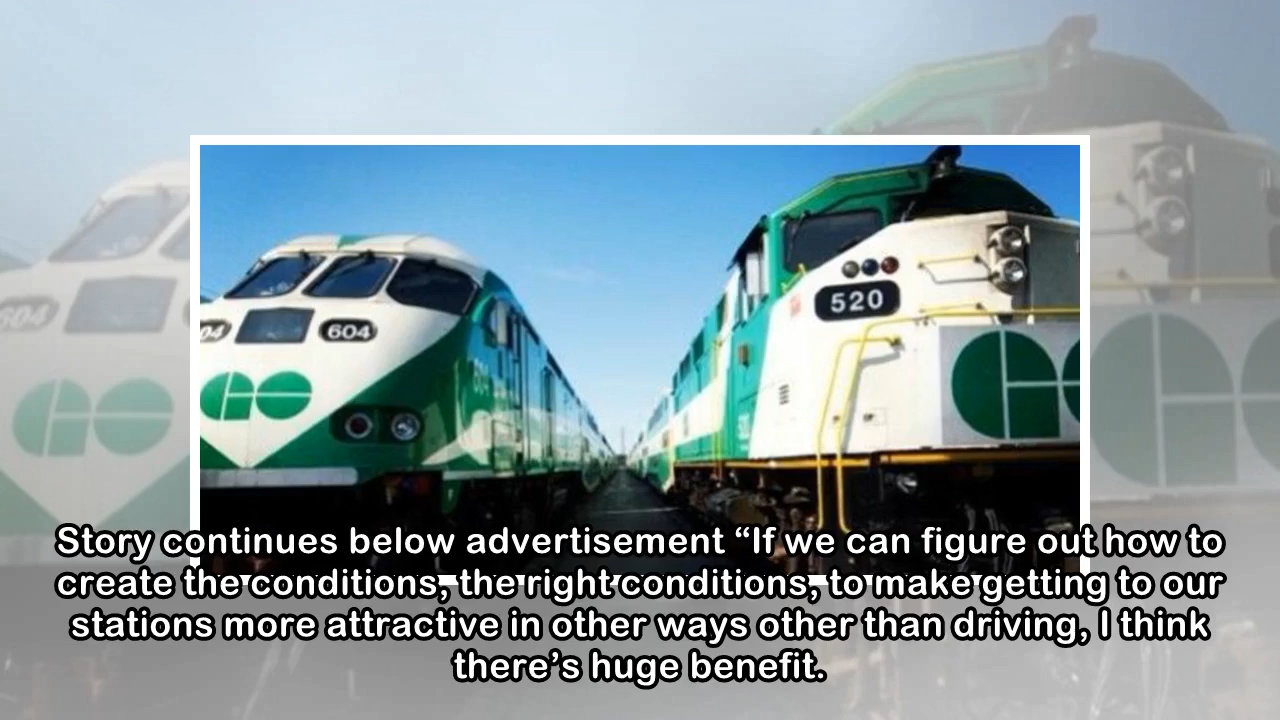 520
604
04
604
GO
GO
Story continues below advertisement “If we can figure out how to
create the conditions, the right conditions, to make getting to our
stations more attractive in other ways other than driving, I think
there’s huge benefit.